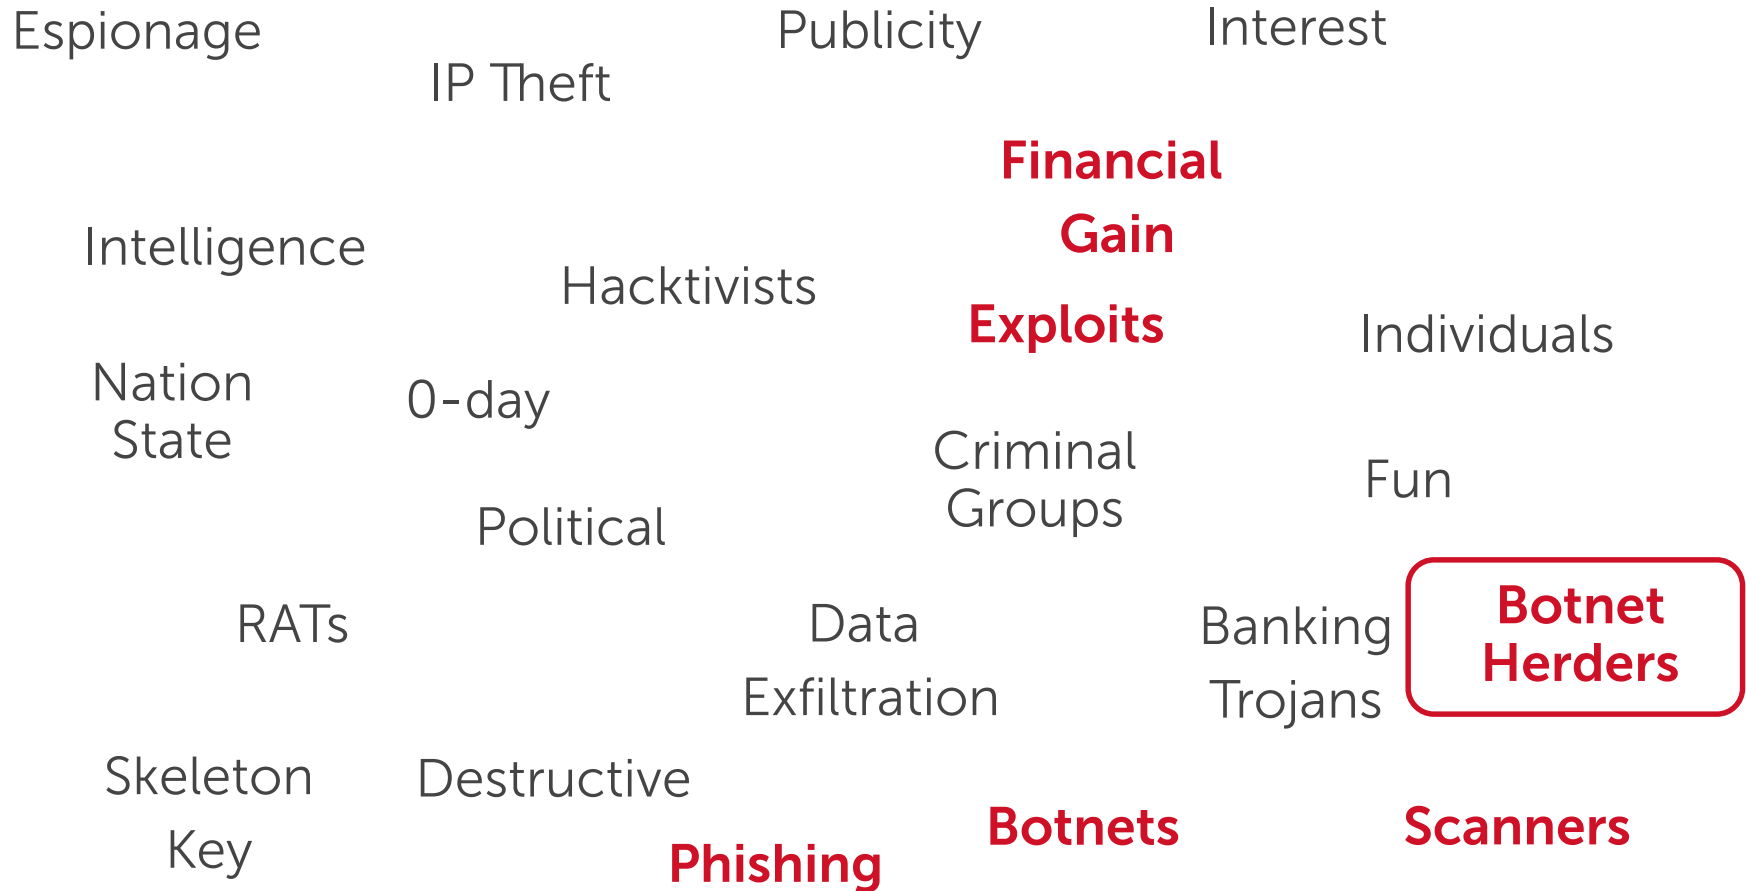 Espionage
Publicity
Interest
IP Theft
Financial
Gain
Intelligence
Hacktivists
Exploits
Individuals
Nation
State
0-day
Criminal
Groups
Fun
Political
Botnet
Herders
RATs
Data
Exfiltration
Banking
Trojans
Skeleton
Key
Destructive
Phishing
Botnets
Scanners